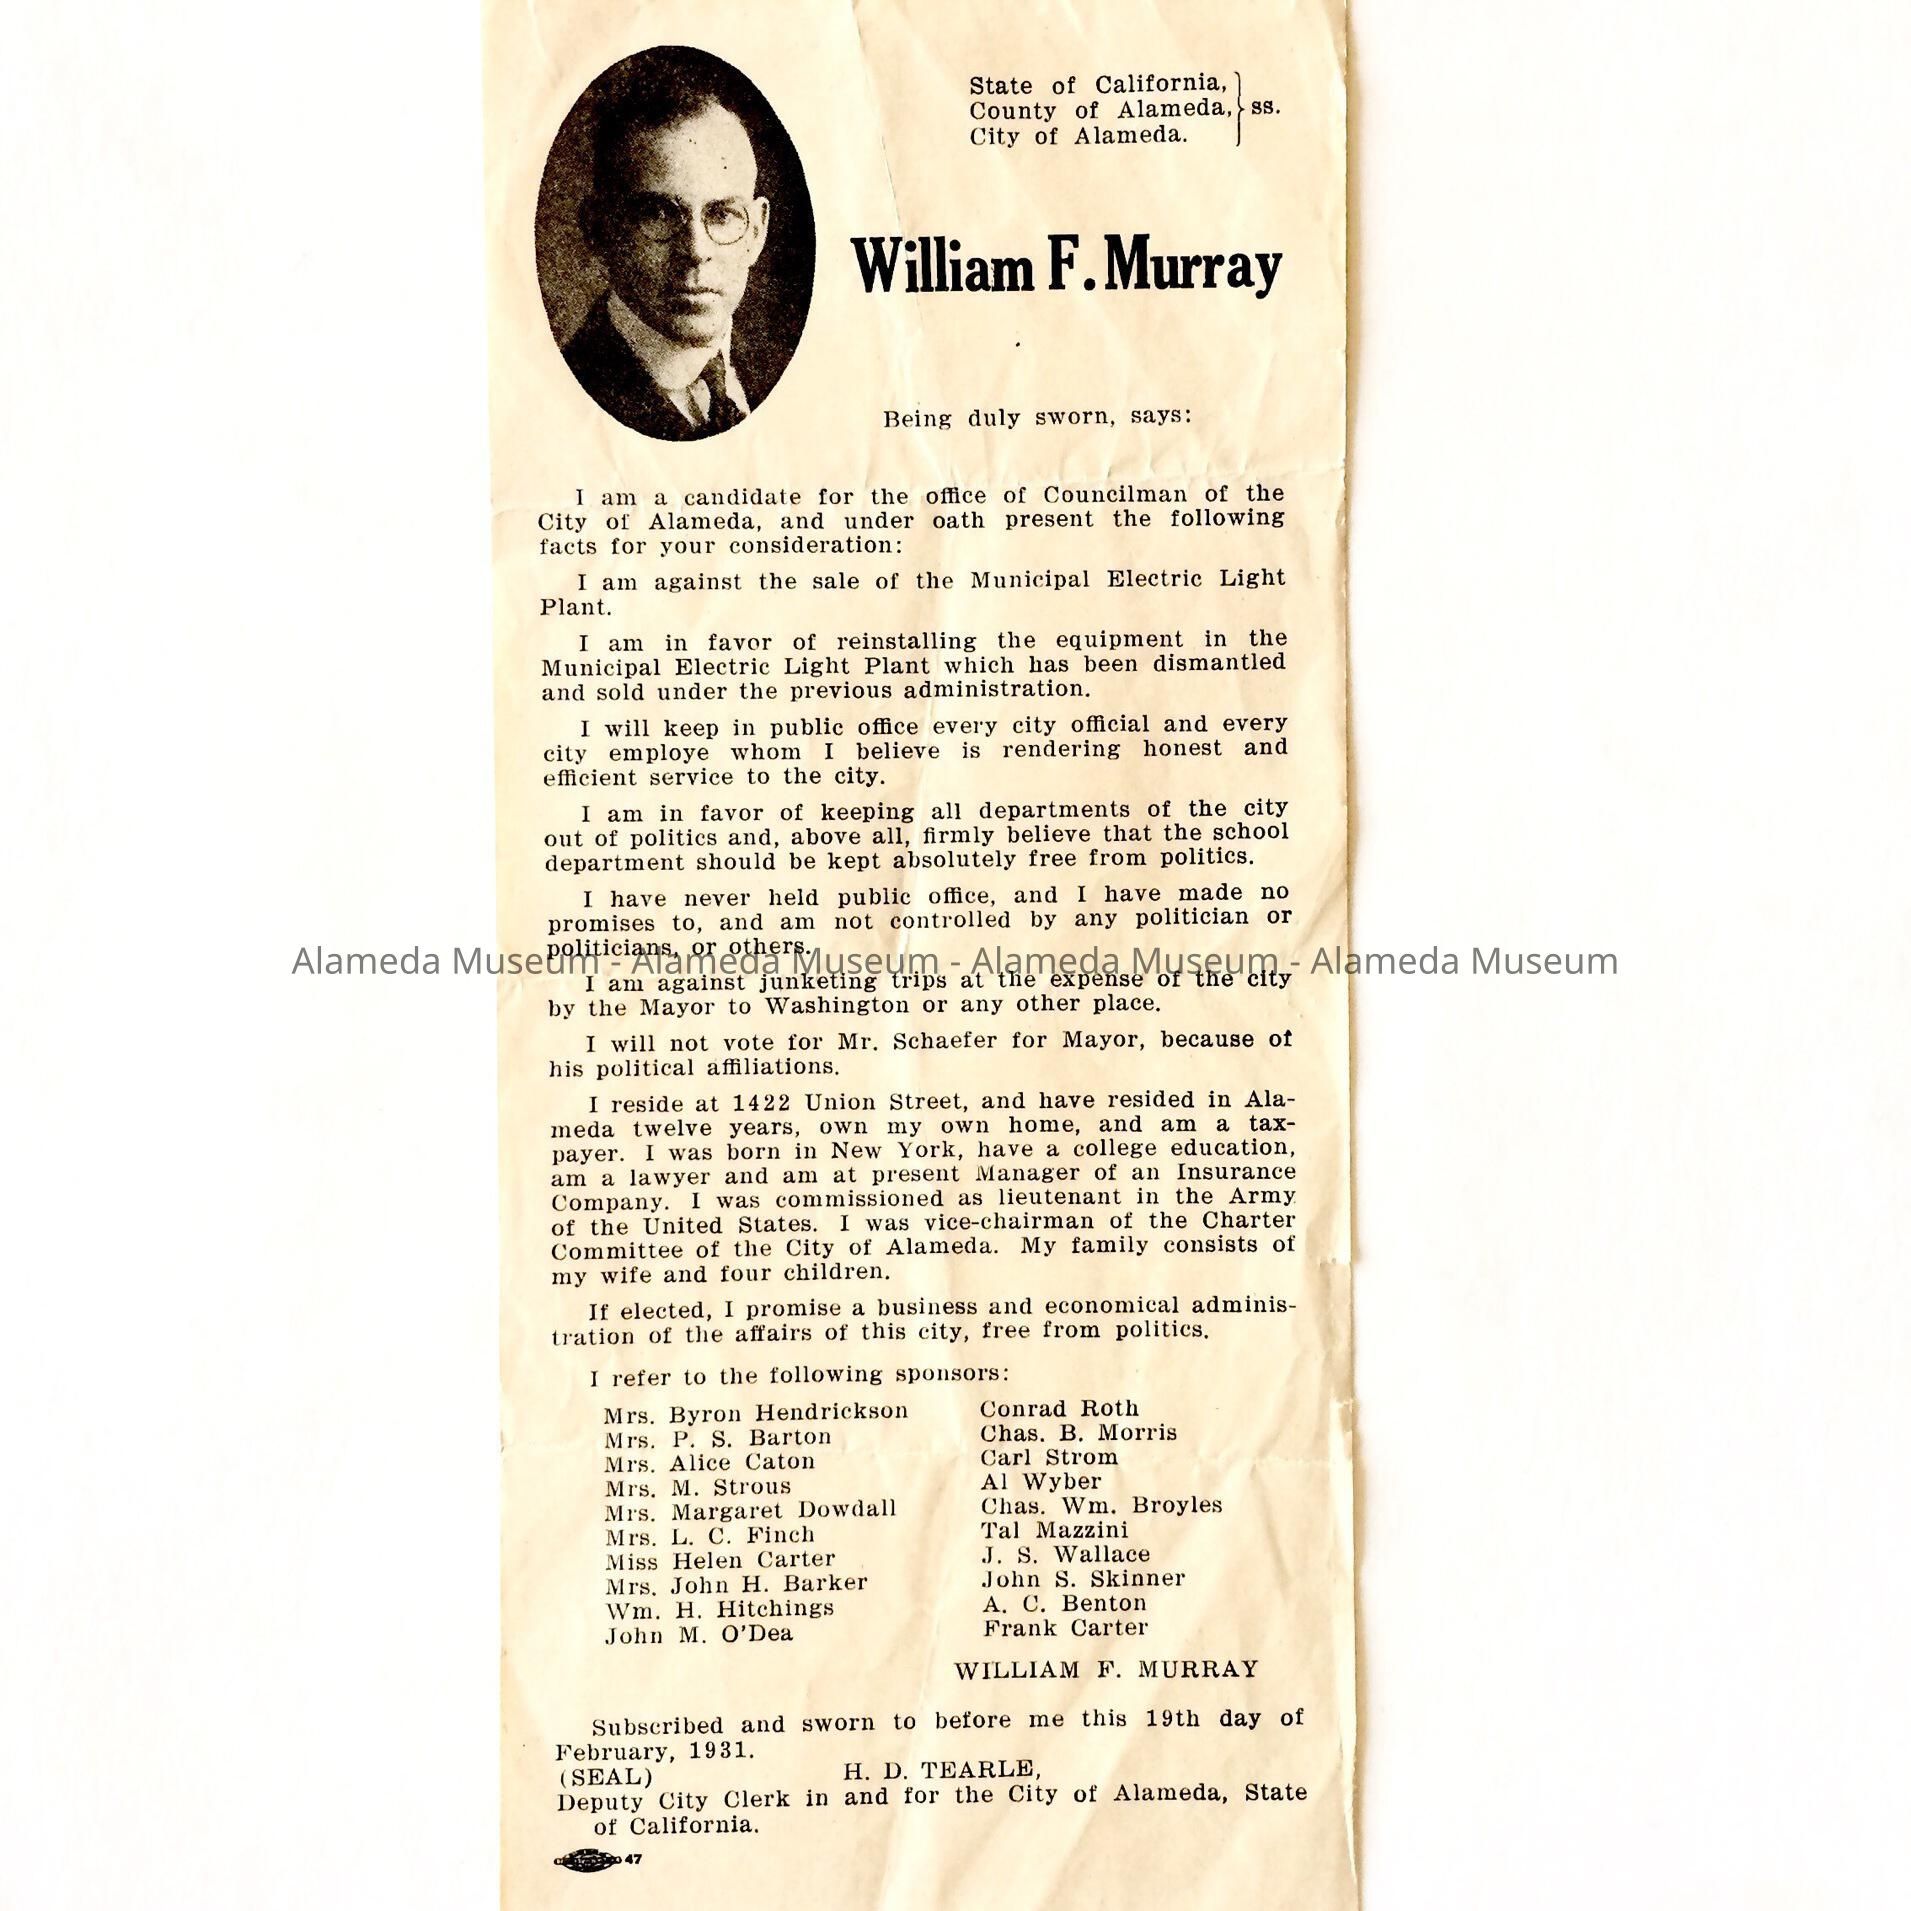 State of California,
County of Alameda, ss.
City of Alameda.
William F. Murray
Being duly sworn, says:
I am a candidate for the office of Councilman of the
City of Alameda, and under oath present the following
facts for your consideration:
I am against the sale of the Municipal Electric Light
Plant.
I am in favor of reinstalling the equipment in the
Municipal Electric Light Plant which has been dismantled
and sold under the previous administration.
I will keep in public office every city official and every
city employe whom I believe is rendering honest and
efficient service to the city.
I am in favor of keeping all departments of the city
out of politics and, above all, firmly believe that the school
department should be kept absolutely free from politics.
I have never held public office, and I have made no
promises to, and am not controlled by any politician or
politicians, or others.
Alameda Museum - Alameda Museum - Alameda Museum - Alameda Museum
I am against junketing trips at the expense of the city
by the Mayor to Washington or any other place.
I will not vote for Mr. Schaefer for Mayor, because of
his political affiliations.
I reside at 1422 Union Street, and have resided in Ala-
meda twelve years, own my own home, and am a tax-
payer. I was born in New York, have a college education,
am a lawyer and am at present Manager of an Insurance
Company. I was commissioned as lieutenant in the Army
of the United States. I was vice-chairman of the Charter
Committee of the City of Alameda. My family consists of
my wife and four children.
If elected, I promise a business and economical adminis-
tration of the affairs of this city, free from politics.
I refer to the following sponsors:
Mrs. Byron Hendrickson
Mrs. P. S. Barton
Mrs. Alice Caton
Mrs. M. Strous
Mrs. Margaret Dowdall
Mrs. L. C. Finch
Miss Helen Carter
Mrs. John H. Barker
Wm. H. Hitchings
John M. O'Dea
Conrad Roth
Chas. B. Morris
Carl Strom
Al Wyber
Chas. Wm. Broyles
Tal Mazzini
J. S. Wallace
John S. Skinner
A. C. Benton
Frank Carter
WILLIAM F. MURRAY
Subscribed and sworn to before me this 19th day of
February, 1931.
(SEAL) H. D. TEARLE,
Deputy City Clerk in and for the City of Alameda, State
of California.
47